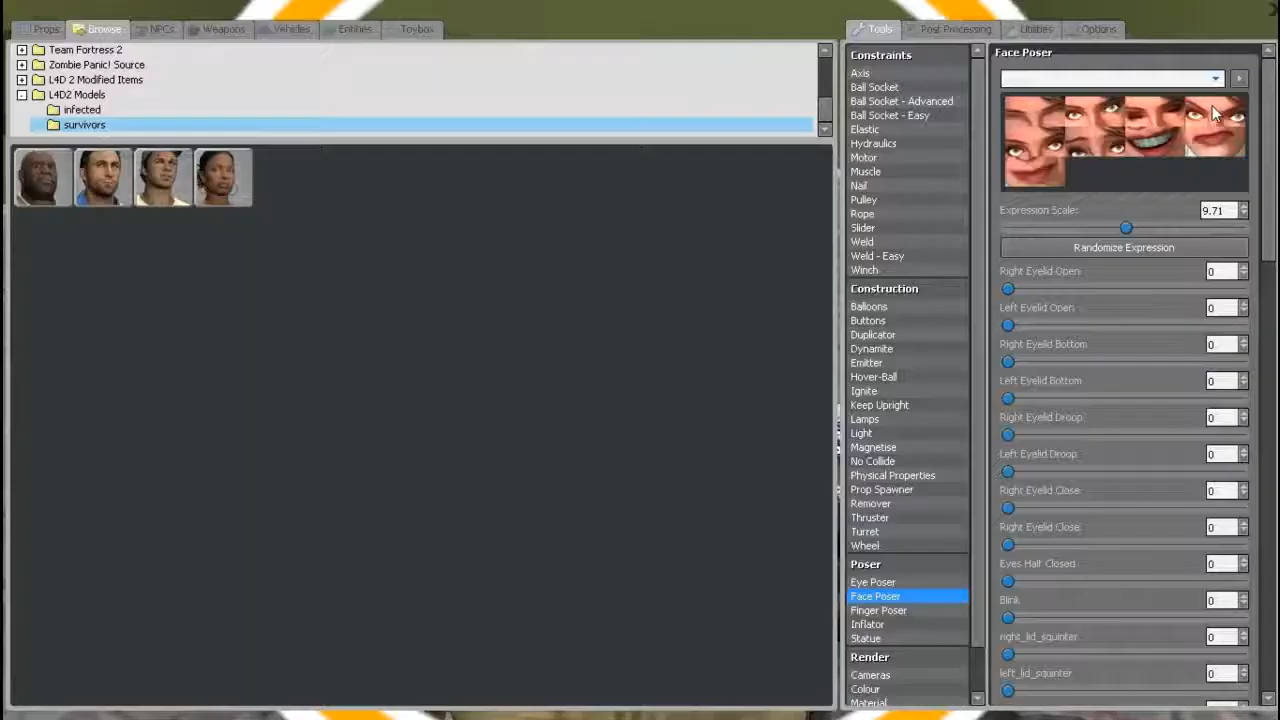 Props
Browse
NPCs
Weapons
Vehicles
Entities
Toybox
Team Fortress 2
Zombie Panic! Source
L4D 2 Modified Items
L4D2 Models
infected
survivors
Tools
Post Processing
Utilities
Options
Constraints
Axis
Ball Socket
Ball Socket - Advanced
Ball Socket - Easy
Elastic
Hydraulics
Motor
Muscle
Nail
Pulley
Rope
Slider
Weld
Weld - Easy
Winch
Construction
Balloons
Buttons
Duplicator
Dynamite
Emitter
Hover-Ball
Ignite
Keep Upright
Lamps
Light
Magnetise
No Collide
Physical Properties
Prop Spawner
Remover
Thruster
Turret
Wheel
Poser
Eye Poser
Face Poser
Finger Poser
Inflator
Statue
Render
Cameras
Colour
Material
Face Poser
Expression Scale: 9.71
Randomize Expression
Right Eyelid Open 0
Left Eyelid Open 0
Right Eyelid Bottom 0
Left Eyelid Bottom 0
Right Eyelid Droop 0
Left Eyelid Droop 0
Right Eyelid Close 0
Right Eyelid Close 0
Eyes Half Closed 0
Blink 0
right_lid_squinter 0
left_lid_squinter 0